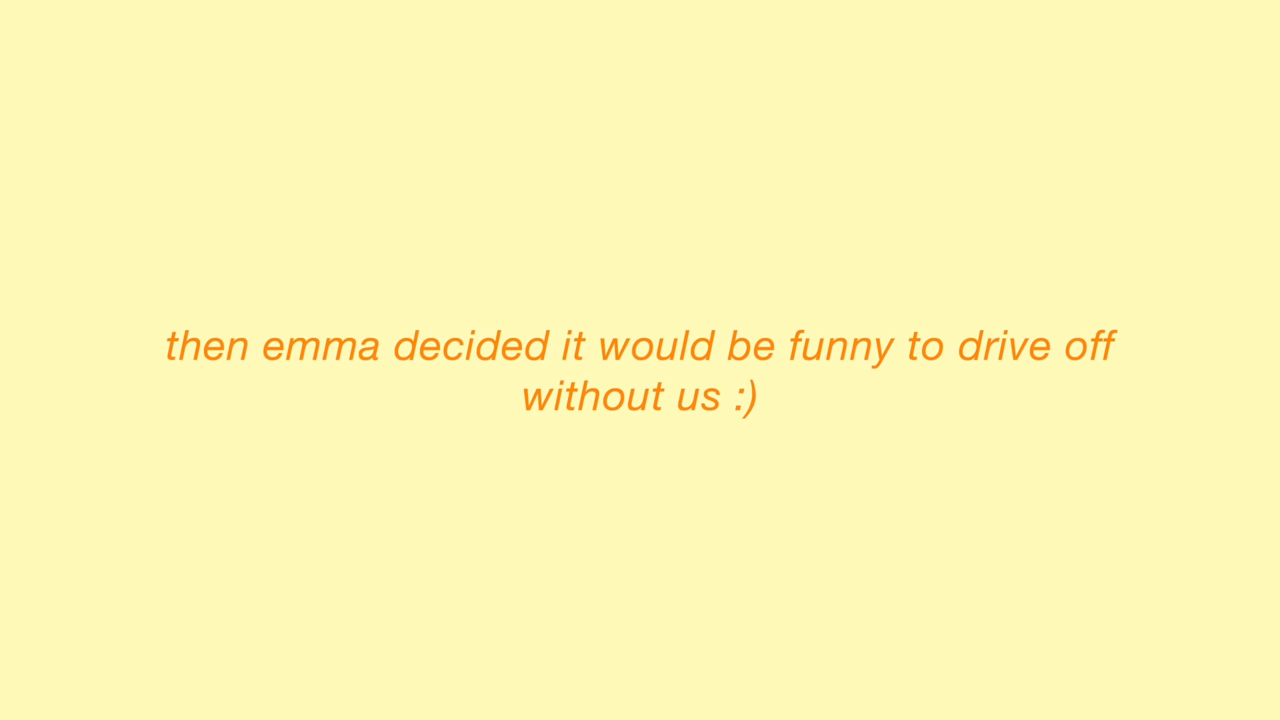 then emma decided it would be funny to drive off
without us :)